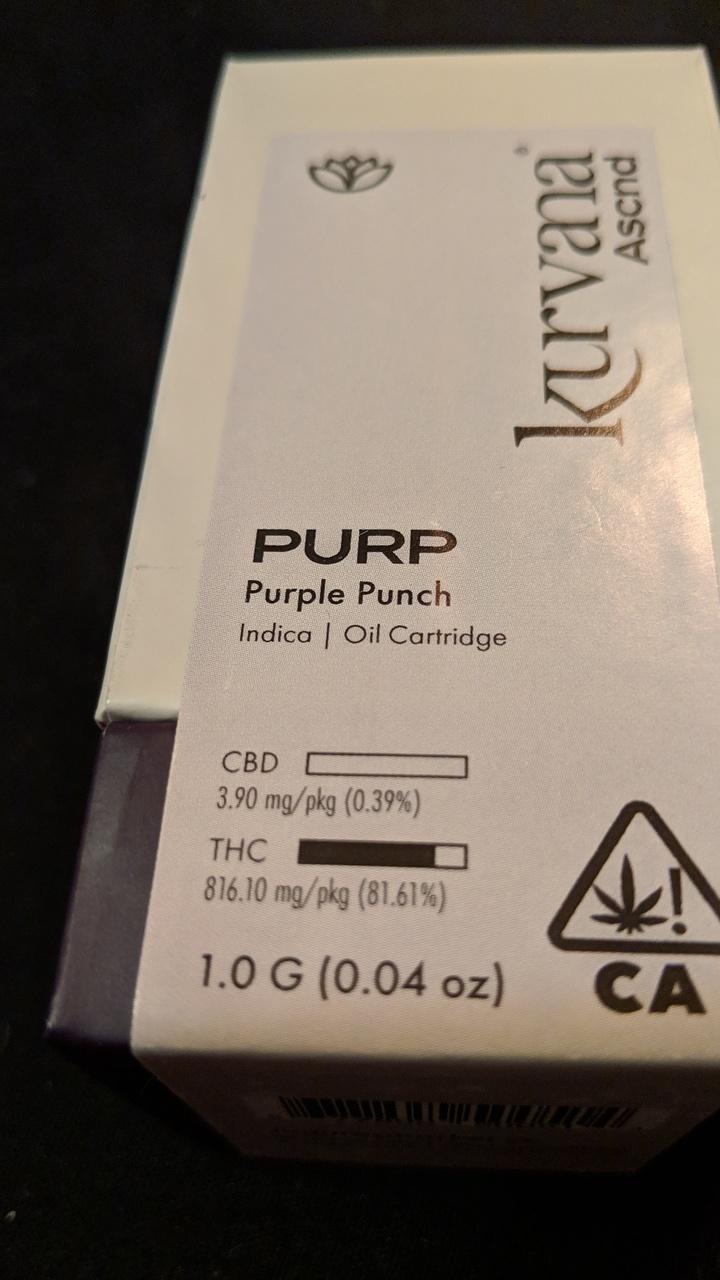 kurvana
Ascnd
PURP
Purple Punch
Indica | Oil Cartridge
CBD
3.90 mg/pkg (0.39%)
THC
816.10 mg/pkg (81.61%)
1.0 G (0.04 oz)
!
CA